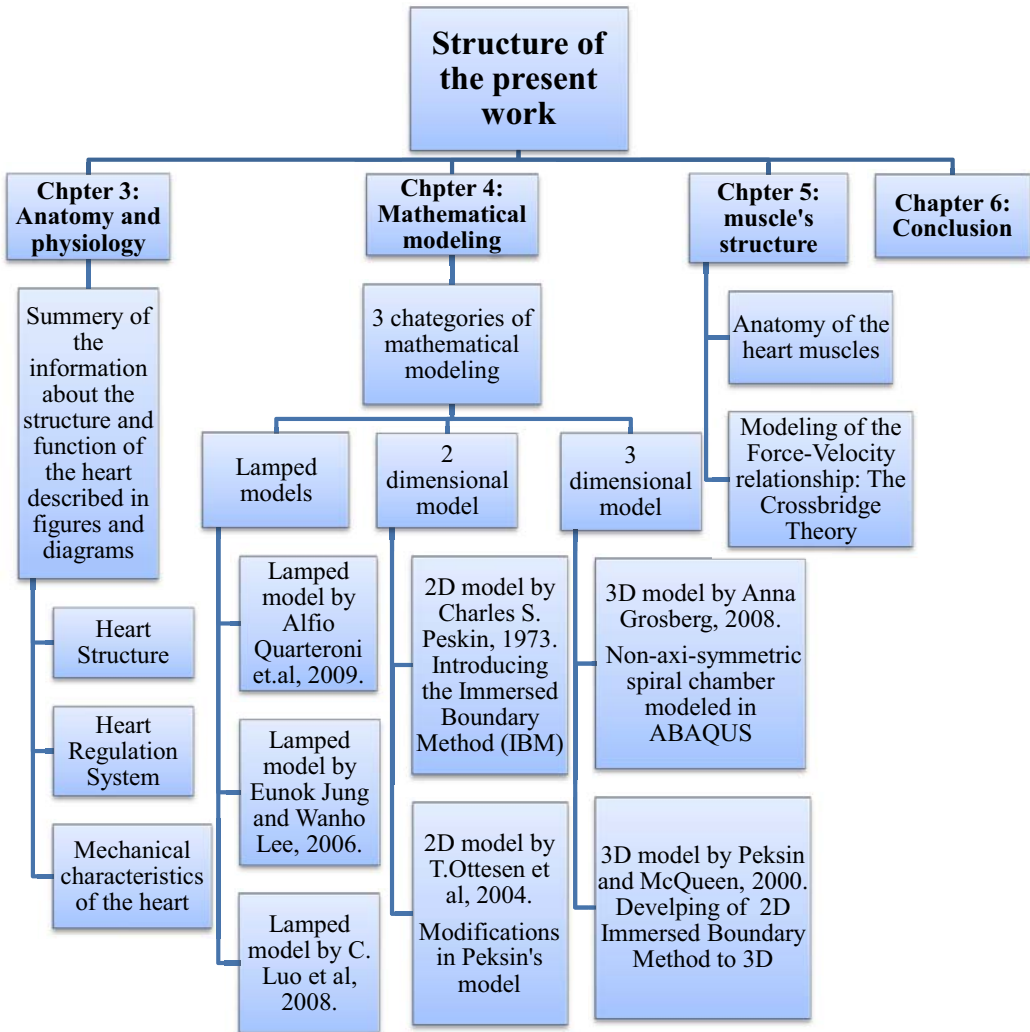 Structure of
the present
work
Chpter 3:
Anatomy and
physiology
Summery of
the
information
about the
structure and
function of
the heart
described in
figures and
diagrams
Heart
Structure
Heart
Regulation
System
Mechanical
characteristics
of the heart
Chpter 4:
Mathematical
modeling
3 chategories of
mathematical
modeling
Lamped
models
Lamped
model by
Alfio
Quarteroni
et.al, 2009.
Lamped
model by
Eunok Jung
and Wanho
Lee, 2006.
Lamped
model by C.
Luo et al,
2008.
2
dimensional
model
2D model by
Charles S.
Peskin, 1973.
Introducing
the Immersed
Boundary
Method (IBM)
2D model by
T.Ottesen et
al, 2004.
Modifications
in Peksin's
model
3
dimensional
model
3D model by Anna
Grosberg, 2008.
Non-axi-symmetric
spiral chamber
modeled in
ABAQUS
3D model by Peksin
and McQueen, 2000.
Develping of 2D
Immersed Boundary
Method to 3D
Chpter 5:
muscle's
structure
Anatomy of the
heart muscles
Modeling of the
Force-Velocity
relationship: The
Crossbridge
Theory
Chapter 6:
Conclusion